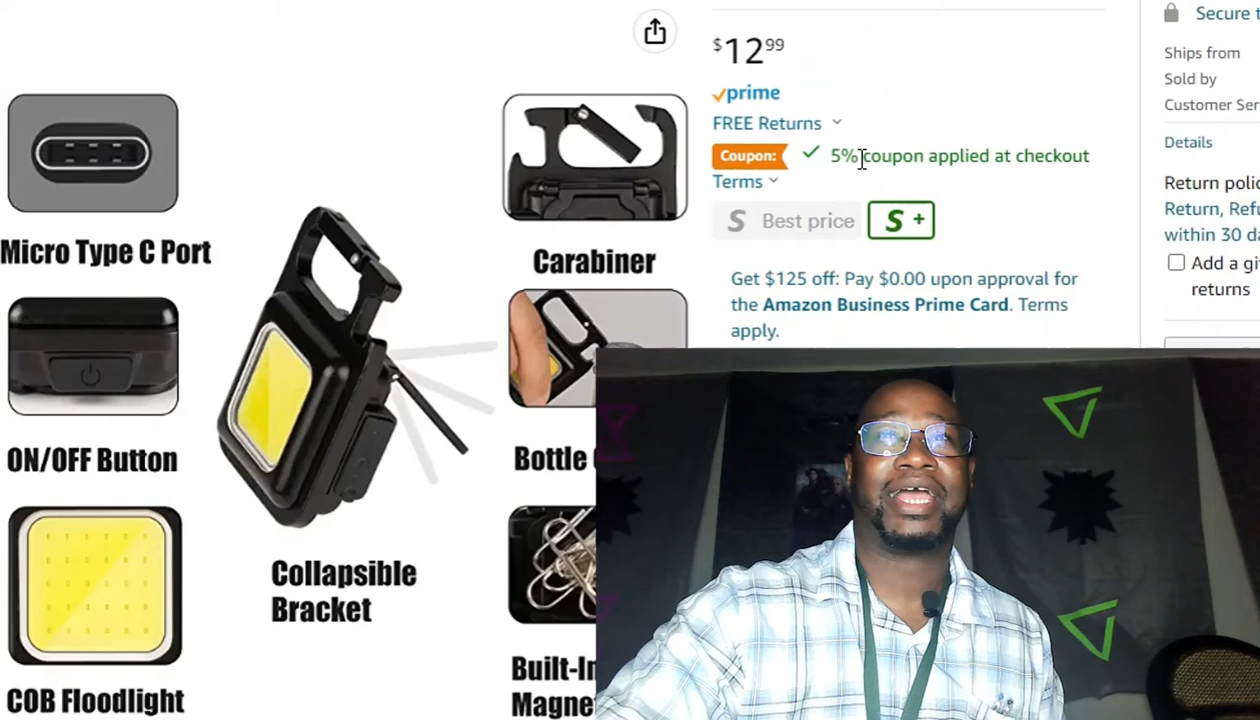 Micro Type C Port
ON/OFF Button
COB Floodlight
Collapsible
Bracket
Carabiner
Bottle
Magne
$12.99
prime
FREE Returns
Coupon:
5% coupon applied at checkout
Terms
S Best price
S +
Get $125 off: Pay $0.00 upon approval for
the Amazon Business Prime Card. Terms
apply.
Secure t
Ships from
Sold by
Customer Ser
Details
Return polic
Return, Refu
within 30 da
Add a gi
returns